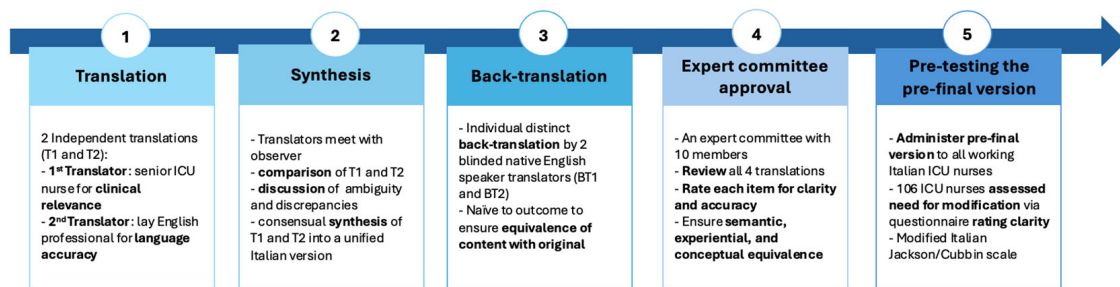 1
Translation
2 Independent translations
(T1 and T2):
- 1st Translator: senior ICU
nurse for clinical
relevance
- 2nd Translator: lay English
professional for language
accuracy
2
Synthesis
- Translators meet with
observer
- comparison of T1 and T2
- discussion of ambiguity
and discrepancies
- consensual synthesis of
T1 and T2 into a unified
Italian version
3
Back-translation
- Individual distinct
back-translation by 2
blinded native English
speaker translators (BT1
and BT2)
- Naïve to outcome to
ensure equivalence of
content with original
4
Expert committee
approval
- An expert committee with
10 members
- Review all 4 translations
- Rate each item for clarity
and accuracy
- Ensure semantic,
experiential, and
conceptual equivalence
5
Pre-testing the
pre-final version
- Administer pre-final
version to all working
Italian ICU nurses
- 106 ICU nurses assessed
need for modification via
questionnaire rating clarity
- Modified Italian
Jackson/Cubbin scale